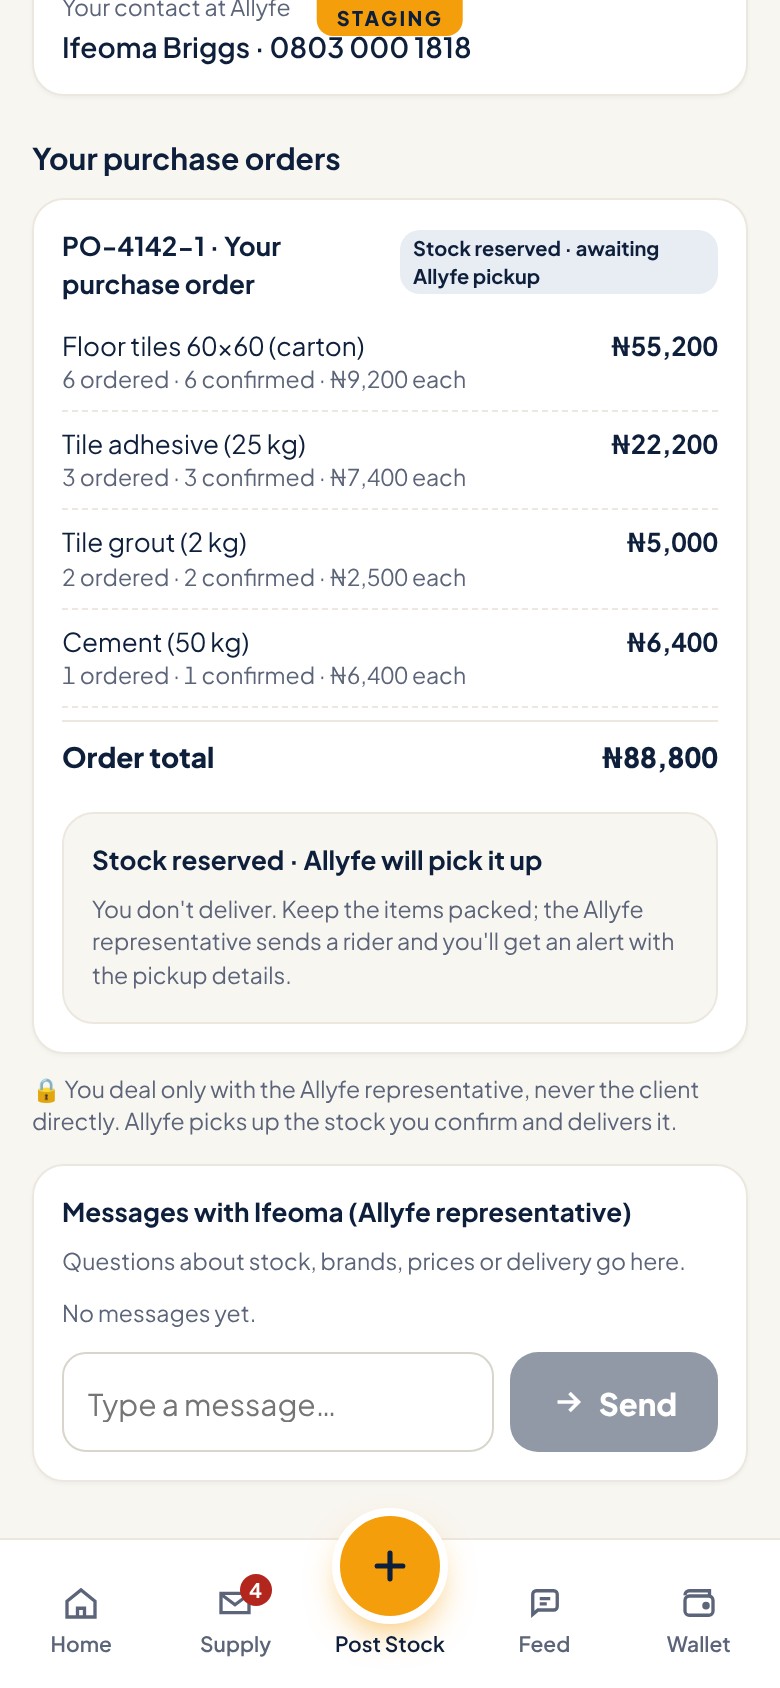 Your contact at Allyfe
STAGING
Ifeoma Briggs · 0803 000 1818
Your purchase orders
PO-4142-1 · Your
purchase order
Stock reserved · awaiting
Allyfe pickup
Floor tiles 60×60 (carton)
₦55,200
6 ordered · 6 confirmed · ₦9,200 each
Tile adhesive (25 kg)
₦22,200
3 ordered · 3 confirmed · ₦7,400 each
Tile grout (2 kg)
₦5,000
2 ordered · 2 confirmed · ₦2,500 each
Cement (50 kg)
₦6,400
1 ordered · 1 confirmed · ₦6,400 each
Order total
₦88,800
Stock reserved · Allyfe will pick it up
You don't deliver. Keep the items packed; the Allyfe
representative sends a rider and you'll get an alert with
the pickup details.
🔒 You deal only with the Allyfe representative, never the client
directly. Allyfe picks up the stock you confirm and delivers it.
Messages with Ifeoma (Allyfe representative)
Questions about stock, brands, prices or delivery go here.
No messages yet.
Type a message...
→ Send
4
Home
Supply
Post Stock
Feed
Wallet